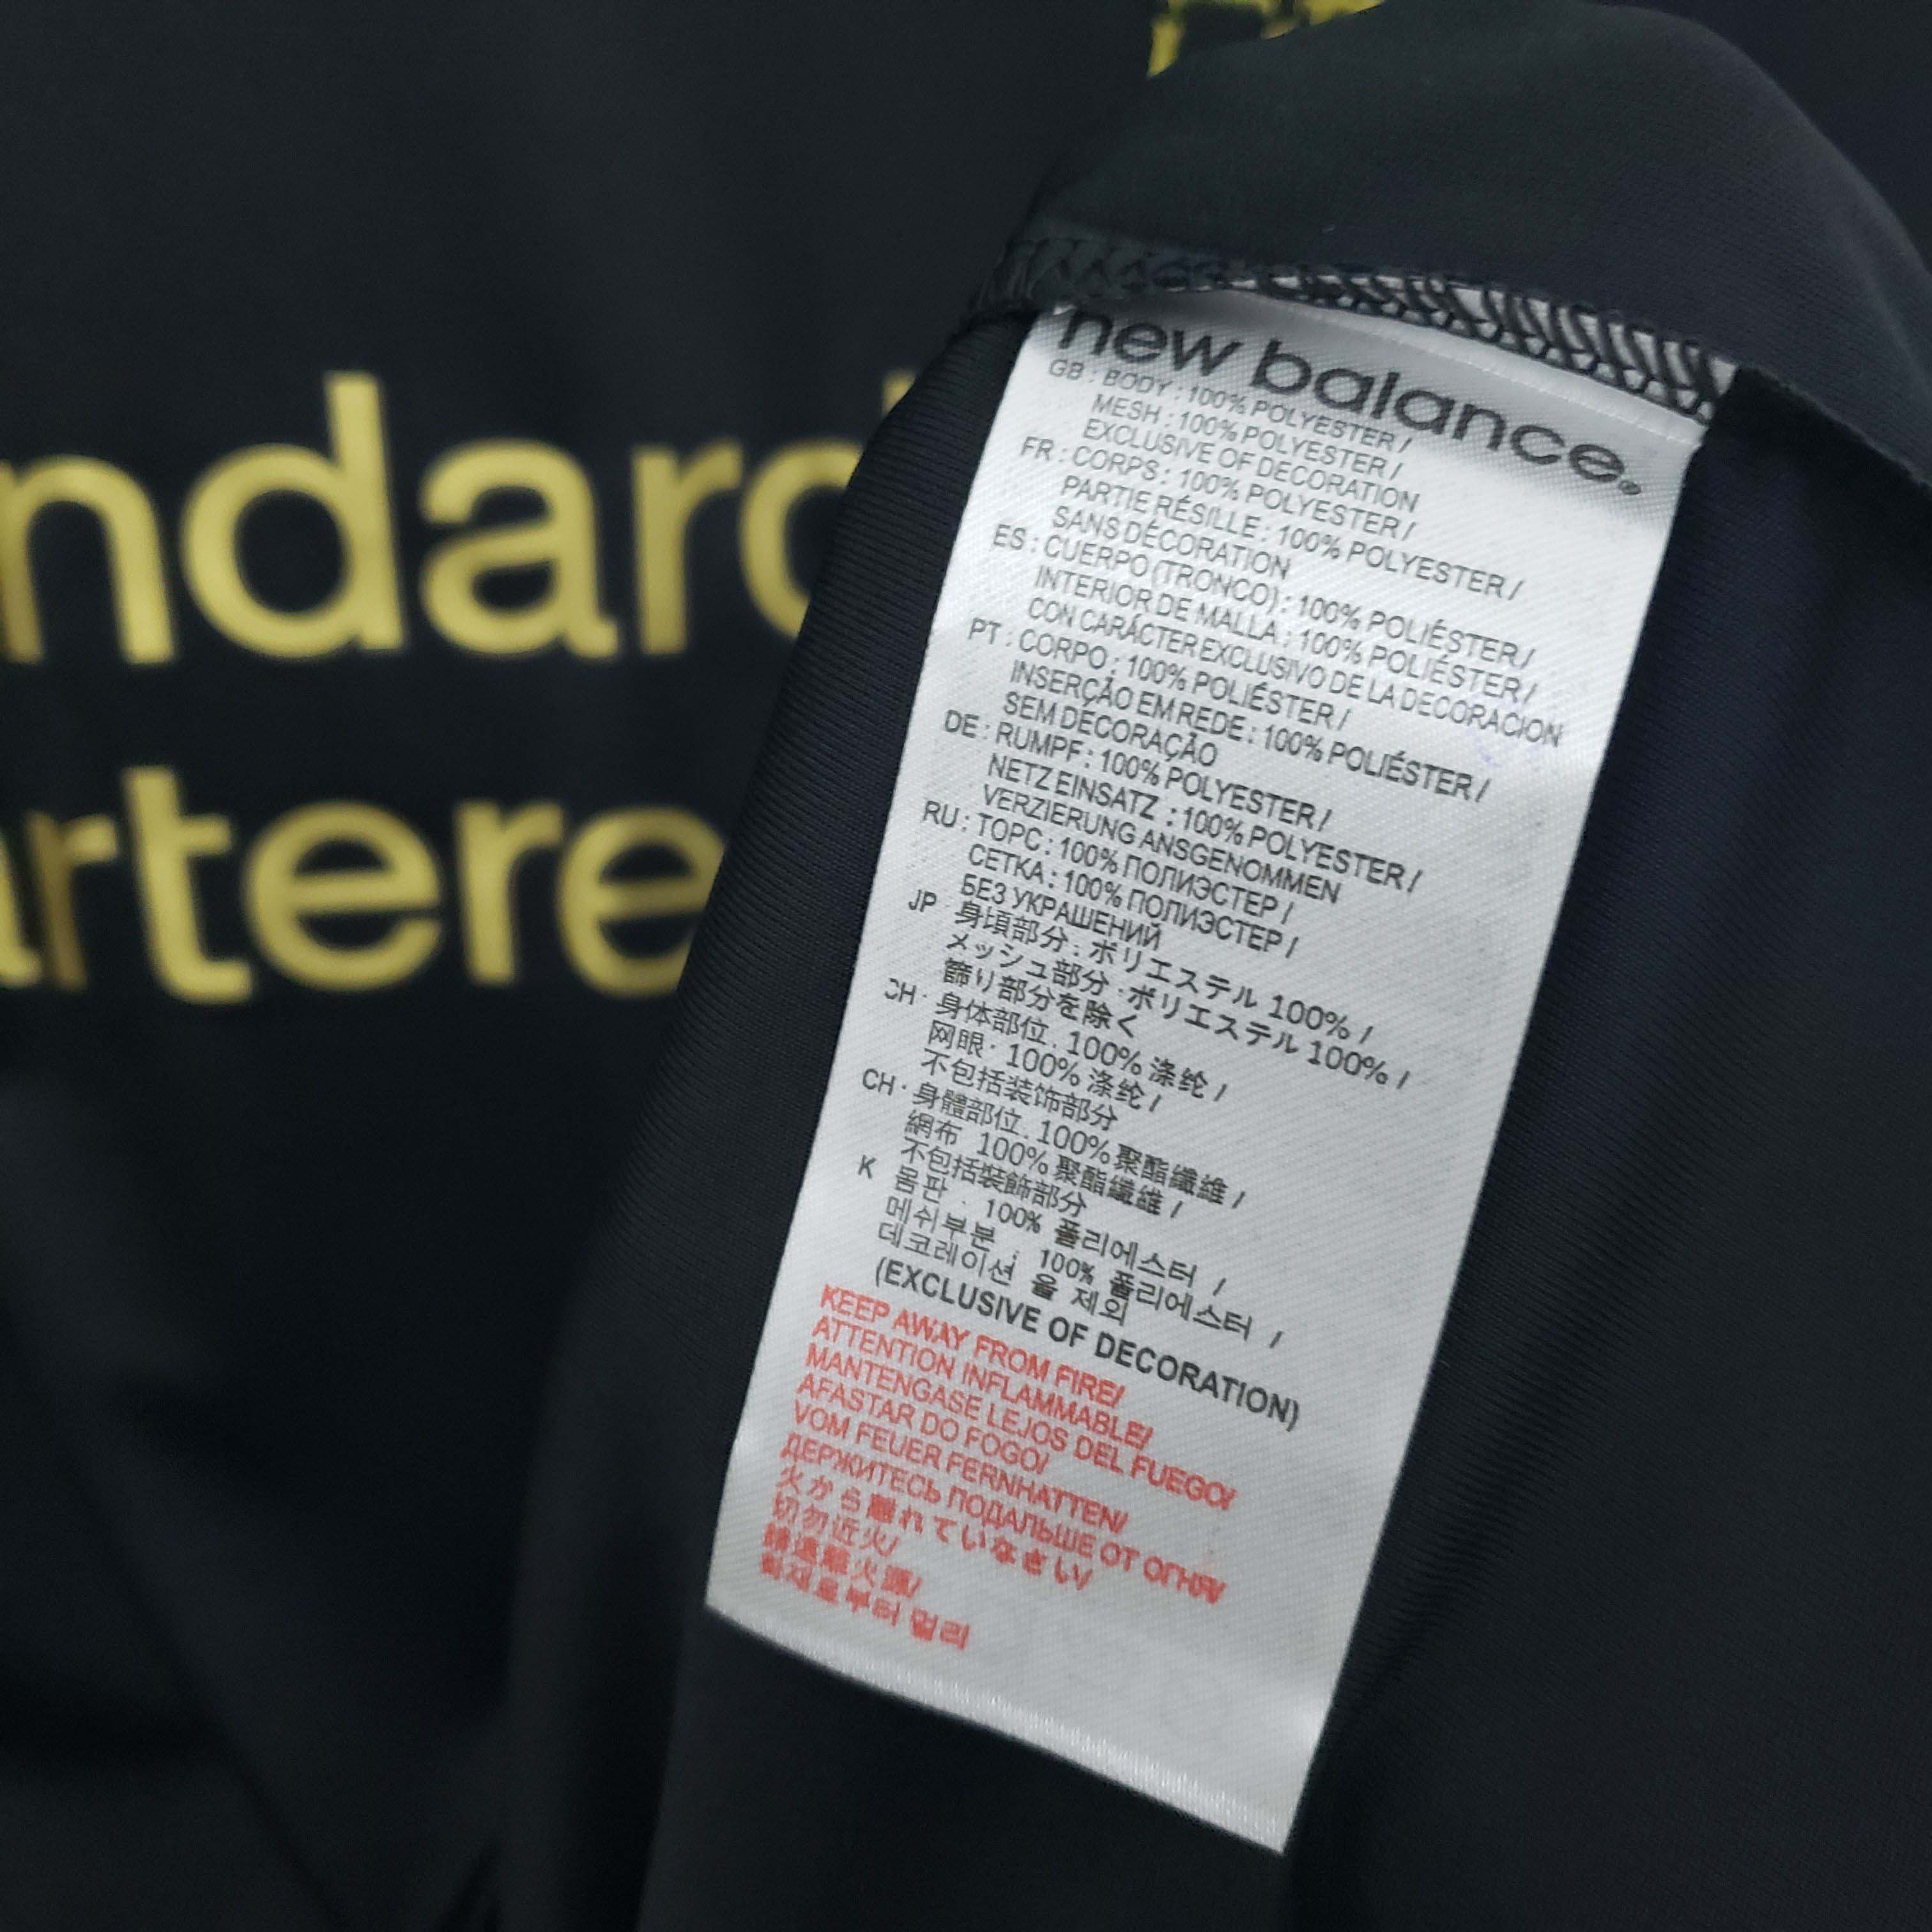 ndard
artere
new balance.
GB : BODY : 100% POLYESTER /
MESH : 100% POLYESTER /
EXCLUSIVE OF DECORATION
FR : CORPS : 100% POLYESTER /
PARTIE RÉSILLE : 100% POLYESTER /
SANS DÉCORATION
ES : CUERPO (TRONCO) : 100% POLIÉSTER /
INTERIOR DE MALLA : 100% POLIÉSTER /
CON CARÁCTER EXCLUSIVO DE LA DECORACION
PT : CORPO : 100% POLIÉSTER /
INSERÇÃO EM REDE : 100% POLIÉSTER /
SEM DECORAÇÃO
DE : RUMPF : 100% POLYESTER /
NETZEINSATZ : 100% POLYESTER /
VERZIERUNG ANSGENOMMEN
RU : ТОРС : 100% ПОЛИЭСТЕР /
СЕТКА : 100% ПОЛИЭСТЕР /
БЕЗ УКРАШЕНИЙ
JP : 身頃部分 : ポリエステル 100% /
メッシュ部分 : ポリエステル 100% /
飾り部分を除く
CH : 身体部位 : 100% 涤纶 /
网眼 : 100% 涤纶 /
不包括装饰部分
CH : 身體部位 : 100% 聚酯纖維 /
網布 100% 聚酯纖維 /
不包括裝飾部分
K 몸판 : 100% 폴리에스터 /
메쉬부분 : 100% 폴리에스터 /
데코레이션 을 제외
(EXCLUSIVE OF DECORATION)
KEEP AWAY FROM FIRE/
ATTENTION INFLAMMABLE/
MANTENGASE LEJOS DEL FUEGO/
AFASTAR DO FOGO/
VOM FEUER FERNHATTEN/
ДЕРЖИТЕСЬ ПОДАЛЬШЕ ОТ ОГНЯ/
火から離れていなさい/
切勿近火/
請遠離火源/
화재로부터 멀리